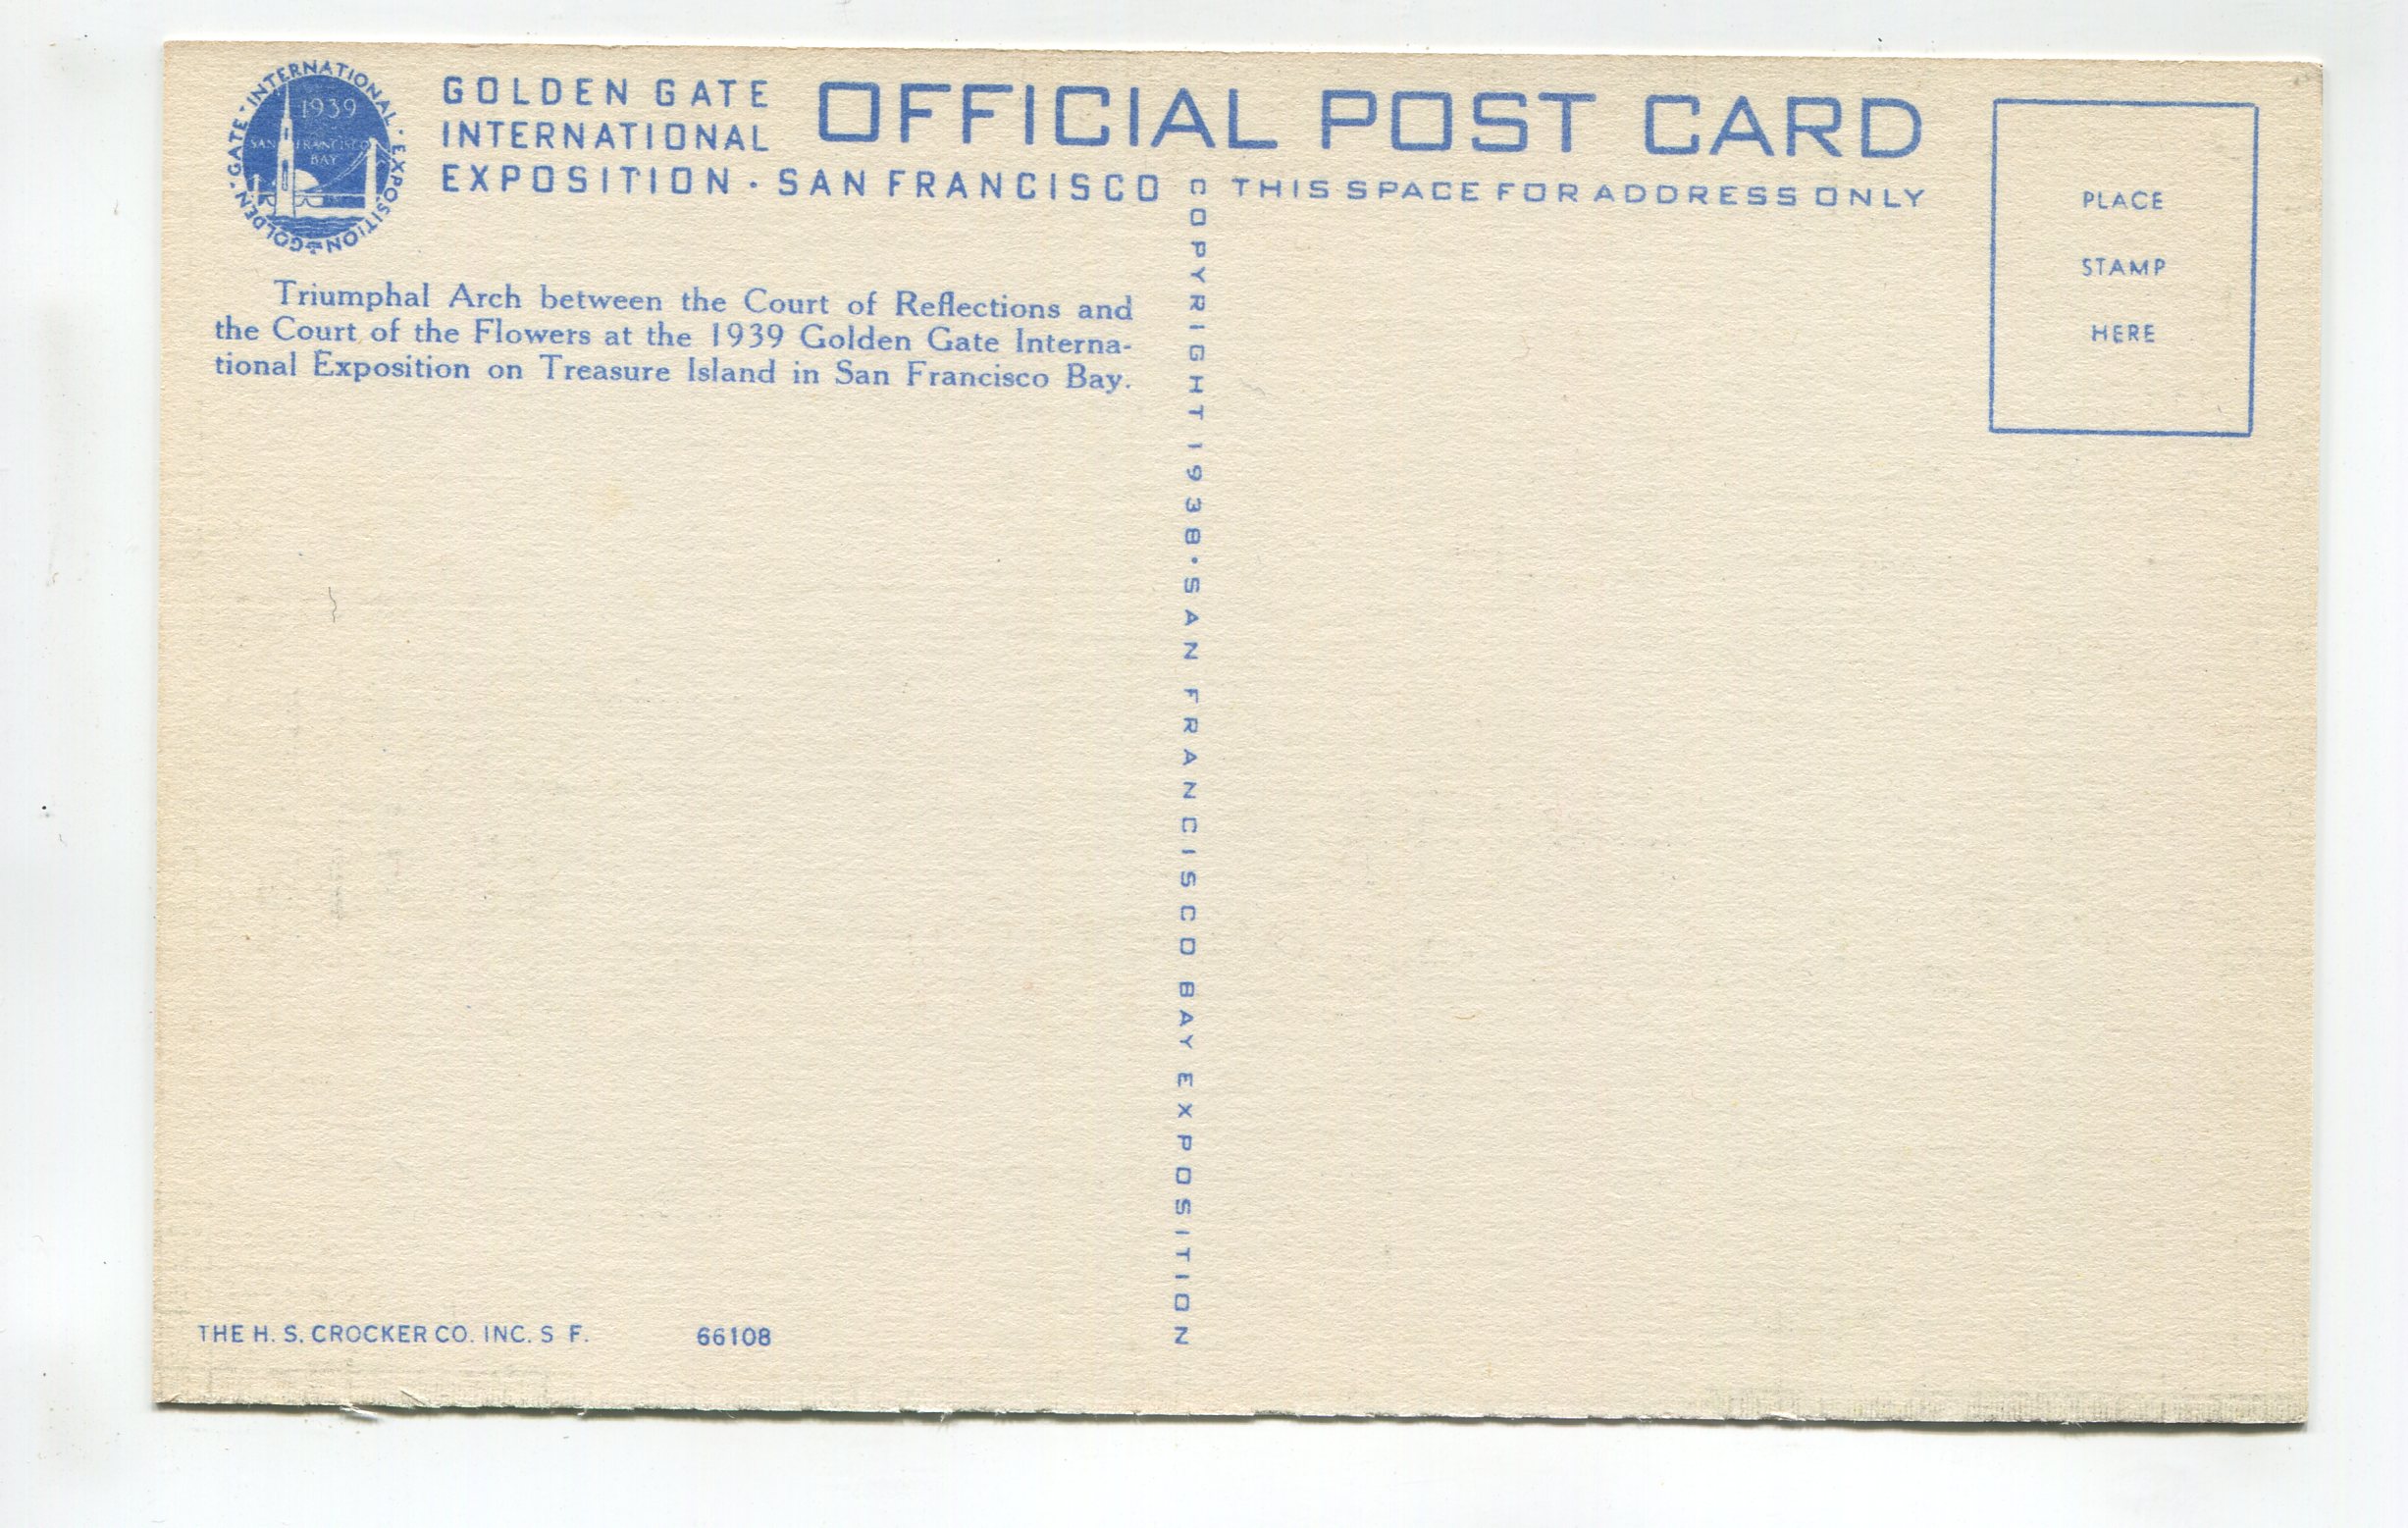 GOLDEN · GATE · INTERNATIONAL · EXPOSITION
1939
SAN FRANCISCO
BAY
GOLDEN GATE
INTERNATIONAL
EXPOSITION · SAN FRANCISCO
OFFICIAL POST CARD
THIS SPACE FOR ADDRESS ONLY
PLACE
STAMP
HERE
Triumphal Arch between the Court of Reflections and
the Court of the Flowers at the 1939 Golden Gate Interna-
tional Exposition on Treasure Island in San Francisco Bay.
COPYRIGHT 1938 · SAN FRANCISCO BAY EXPOSITION
THE H. S. CROCKER CO. INC. S F.
66108